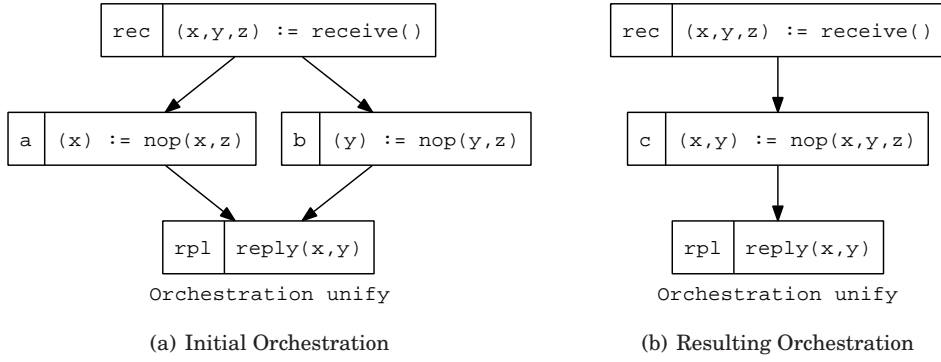 rec (x,y,z) := receive()
a (x) := nop(x,z)
b (y) := nop(y,z)
rpl reply(x,y)
Orchestration unify
(a) Initial Orchestration
rec (x,y,z) := receive()
c (x,y) := nop(x,y,z)
rpl reply(x,y)
Orchestration unify
(b) Resulting Orchestration